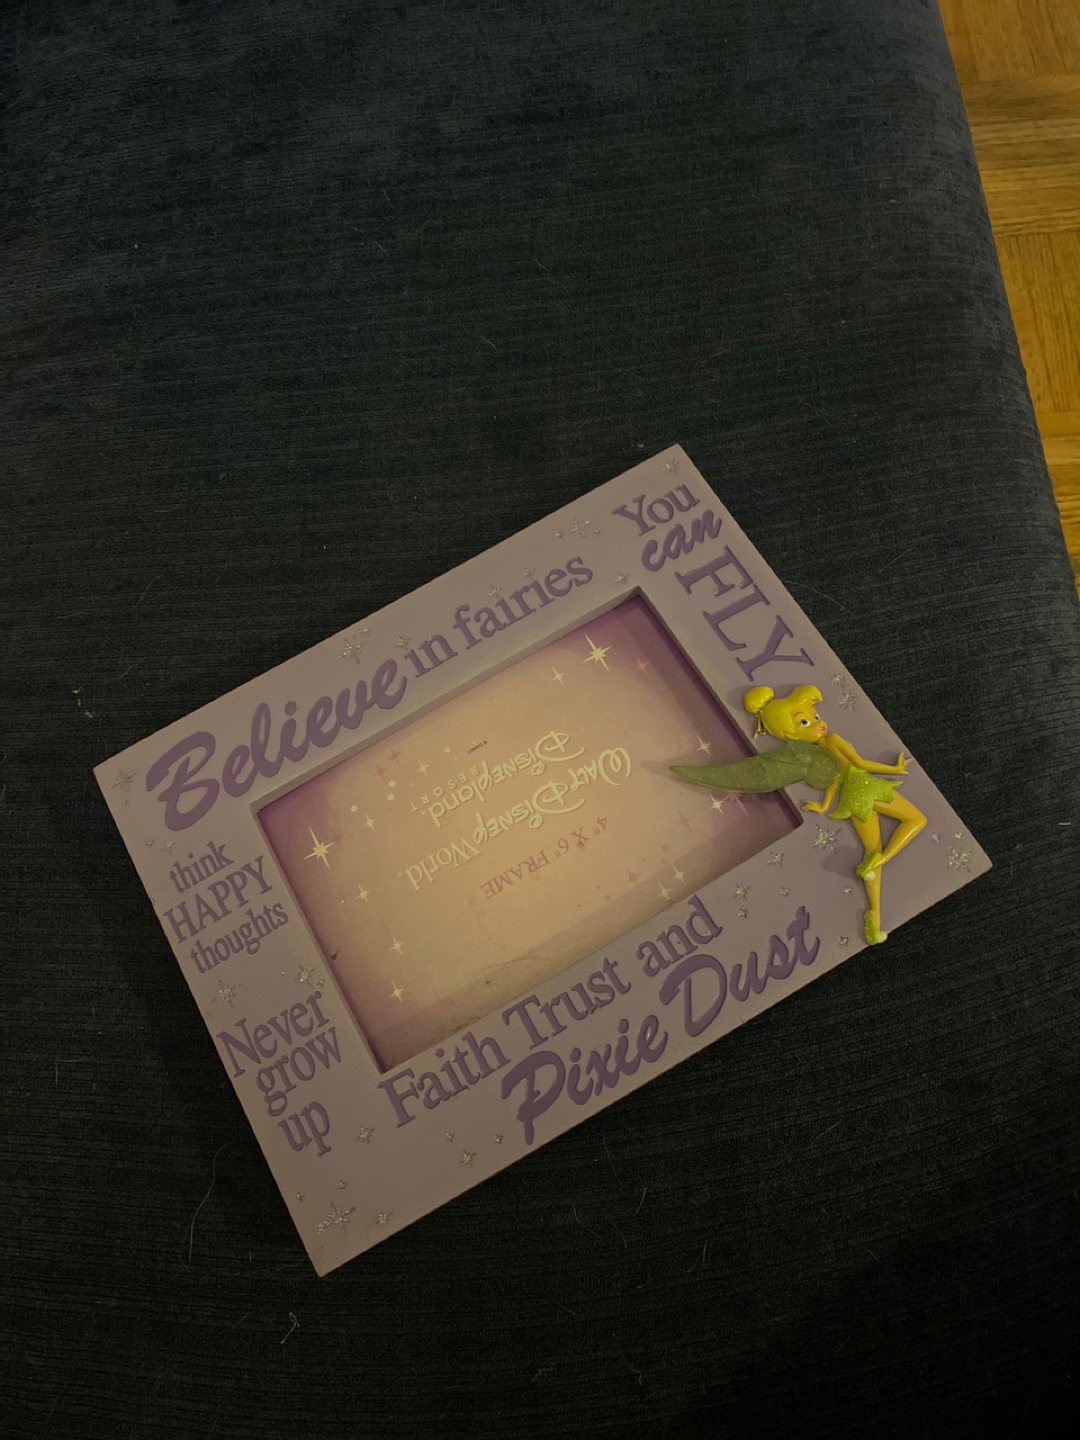 Believe in fairies
You
can
FLY
think
HAPPY
thoughts
Never
grow
up
Faith Trust and
Pixie Dust
4" X 6" FRAME
WALT DISNEY World.
DISNEYland
RESORT
© DISNEY